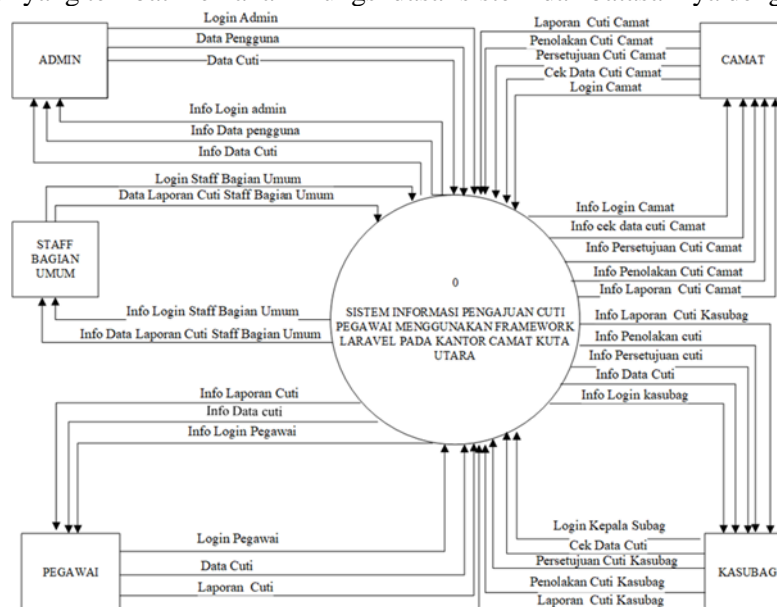 Login Admin
Data Pengguna
Data Cuti
ADMIN
Info Login admin
Info Data pengguna
Info Data Cuti
Laporan Cuti Camat
Penolakan Cuti Camat
Persetujuan Cuti Camat
Cek Data Cuti Camat
Login Camat
CAMAT
Login Staff Bagian Umum
Data Laporan Cuti Staff Bagian Umum
STAFF
BAGIAN
UMUM
Info Login Staff Bagian Umum
Info Data Laporan Cuti Staff Bagian Umum
Info Login Camat
Info cek data cuti Camat
Info Persetujuan Cuti Camat
Info Penolakan Cuti Camat
Info Laporan Cuti Camat
0
SISTEM INFORMASI PENGAJUAN CUTI
PEGAWAI MENGGUNAKAN FRAMEWORK
LARAVEL PADA KANTOR CAMAT KUTA
UTARA
Info Laporan Cuti Kasubag
Info Penolakan cuti
Info Persetujuan cuti
Info Data Cuti
Info Login kasubag
Info Laporan Cuti
Info Data cuti
Info Login Pegawai
PEGAWAI
Login Pegawai
Data Cuti
Laporan Cuti
Login Kepala Subag
Cek Data Cuti
Persetujuan Cuti Kasubag
Penolakan Cuti Kasubag
Laporan Cuti Kasubag
KASUBAG